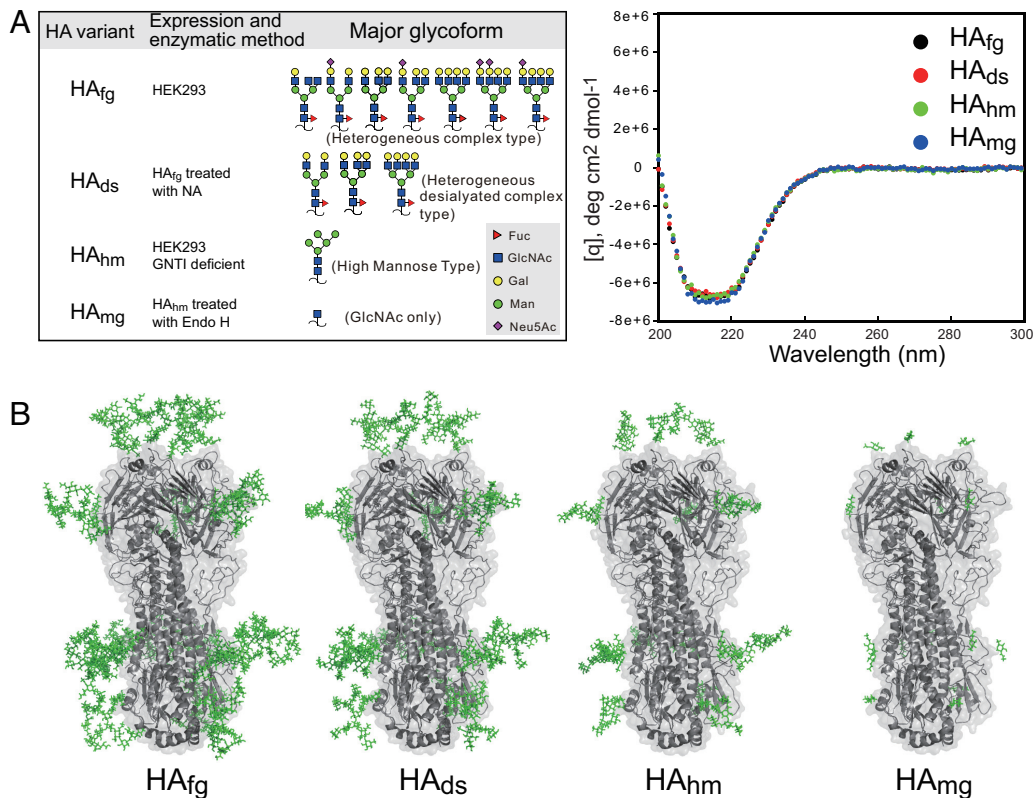 A
HA variant
Expression and
enzymatic method
Major glycoform
HAfg
HEK293
(Heterogeneous complex type)
HAds
HAfg treated
with NA
(Heterogeneous
desialyated complex
type)
HAhm
HEK293
GNTI deficient
(High Mannose Type)
HAmg
HAhm treated
with Endo H
(GlcNAc only)
Fuc
GlcNAc
Gal
Man
Neu5Ac
[q], deg cm2 dmol-1
8e+6
6e+6
4e+6
2e+6
0
-2e+6
-4e+6
-6e+6
-8e+6
200
220
240
260
280
300
Wavelength (nm)
HAfg
HAds
HAhm
HAmg
B
HAfg
HAds
HAhm
HAmg